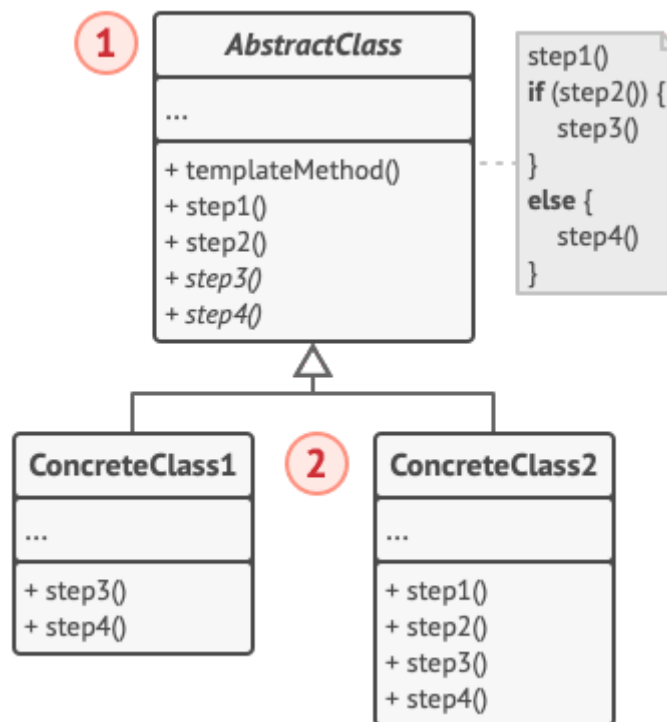 1
AbstractClass
...
+ templateMethod()
+ step1()
+ step2()
+ step3()
+ step4()
step1()
if (step2()) {
step3()
}
else {
step4()
}
ConcreteClass1
...
+ step3()
+ step4()
2
ConcreteClass2
...
+ step1()
+ step2()
+ step3()
+ step4()